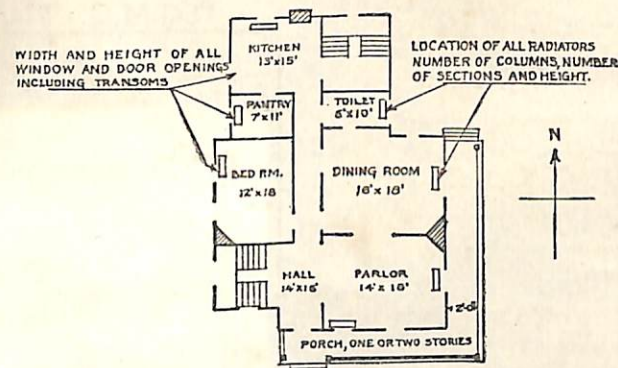 WIDTH AND HEIGHT OF ALL
WINDOW AND DOOR OPENINGS
INCLUDING TRANSOMS
LOCATION OF ALL RADIATORS
NUMBER OF COLUMNS, NUMBER
OF SECTIONS AND HEIGHT.
KITCHEN
13'x15'
PANTRY
7'x11'
TOILET
6'x10'
BED RM.
12'x18
DINING ROOM
16'x18'
N
HALL
14'x16'
PARLOR
14'x16'
2'-0"
PORCH, ONE OR TWO STORIES